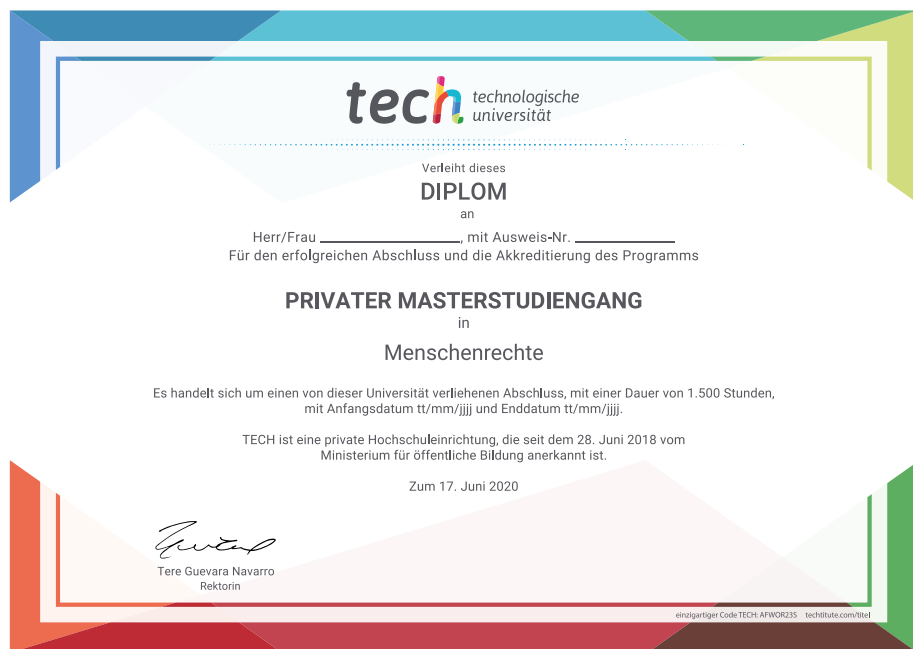 tech technologische
universität
Verleiht dieses
DIPLOM
an
Herr/Frau ____________________, mit Ausweis-Nr. ______________
Für den erfolgreichen Abschluss und die Akkreditierung des Programms
PRIVATER MASTERSTUDIENGANG
in
Menschenrechte
Es handelt sich um einen von dieser Universität verliehenen Abschluss, mit einer Dauer von 1.500 Stunden,
mit Anfangsdatum tt/mm/jjjj und Enddatum tt/mm/jjjj.
TECH ist eine private Hochschuleinrichtung, die seit dem 28. Juni 2018 vom
Ministerium für öffentliche Bildung anerkannt ist.
Zum 17. Juni 2020
Tere Guevara Navarro
Rektorin
einzigartiger Code TECH: AFWOR235 techtitute.com/titel